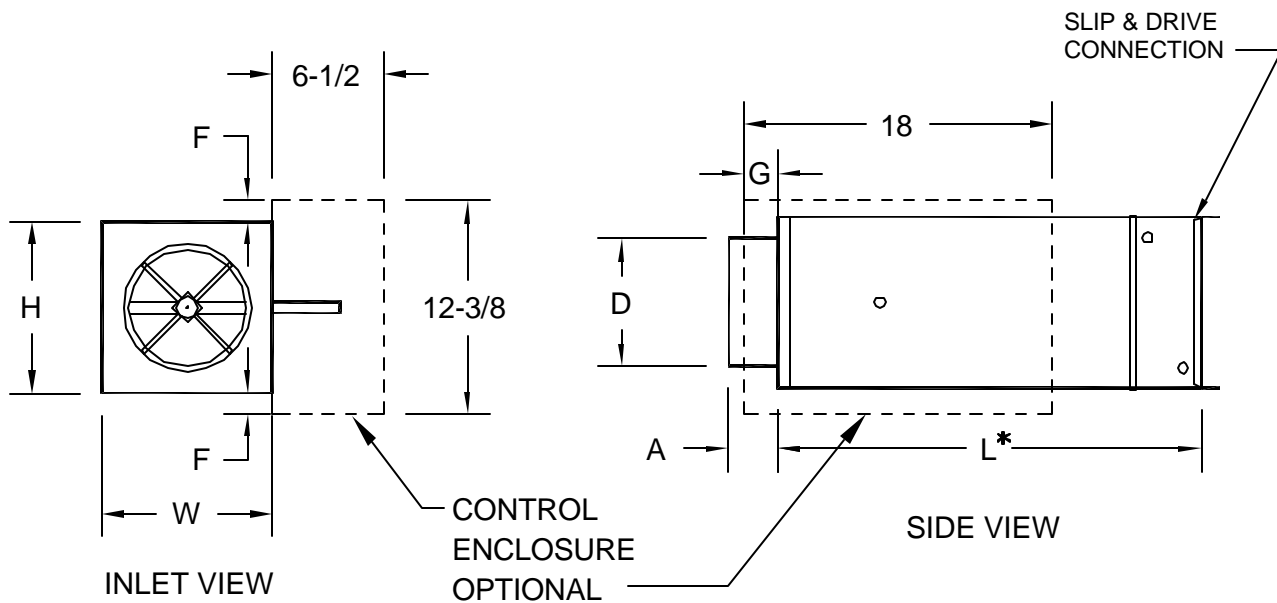 SLIP & DRIVE
CONNECTION
6-1/2
18
F
G
H
12-3/8
D
F
A
L*
W
CONTROL
ENCLOSURE
OPTIONAL
SIDE VIEW
INLET VIEW